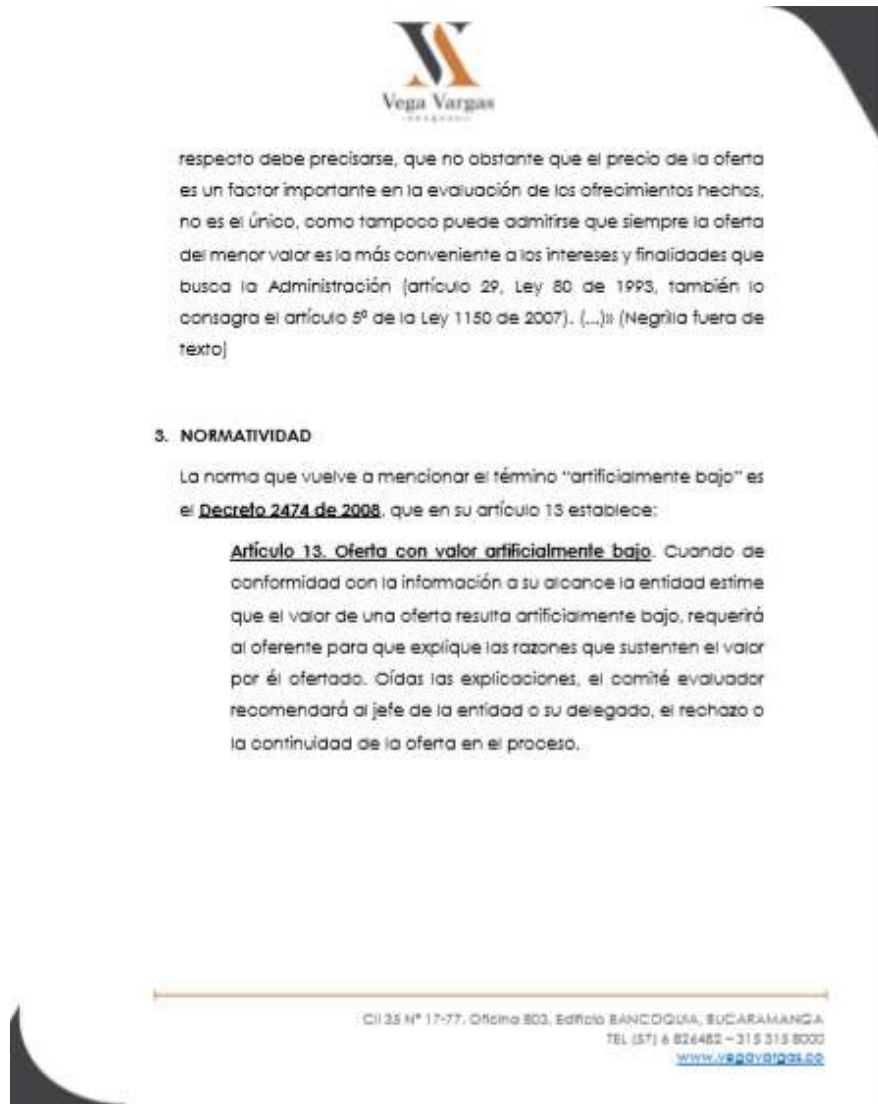 Vega Vargas
respecto debe precisarse, que no obstante que el precio de la oferta
es un factor importante en la evaluación de los ofrecimientos hechos,
no es el único, como tampoco puede admitirse que siempre la oferta
del menor valor es la más conveniente a los intereses y finalidades que
busca la Administración (artículo 29, Ley 80 de 1993, también lo
consagra el artículo 5º de la Ley 1150 de 2007). (...)» (Negrilla fuera de
texto)
3. NORMATIVIDAD
La norma que vuelve a mencionar el término "artificialmente bajo" es
el Decreto 2474 de 2008, que en su artículo 13 establece:
Artículo 13. Oferta con valor artificialmente bajo. Cuando de
conformidad con la información a su alcance la entidad estime
que el valor de una oferta resulta artificialmente bajo, requerirá
al oferente para que explique las razones que sustenten el valor
por él ofertado. Oídas las explicaciones, el comité evaluador
recomendará al jefe de la entidad o su delegado, el rechazo o
la continuidad de la oferta en el proceso.
Cll 35 N° 17-77. Oficina 803. Edificio BANCOQUIA, BUCARAMANGA
TEL (57) 6 826482 – 315 315 8000
www.vegavargas.co